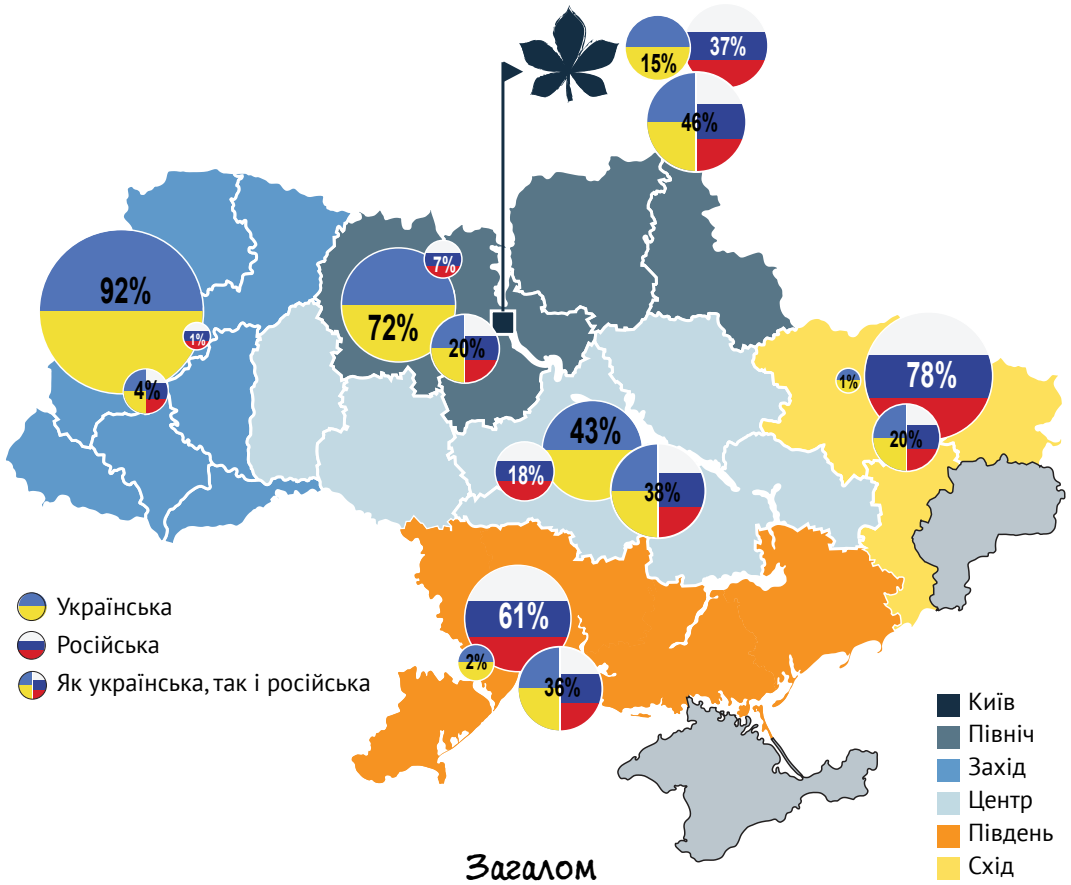 37%
15%
46%
7%
92%
72%
1%
20%
4%
1%
78%
20%
43%
18%
38%
61%
2%
36%
Українська
Російська
Як українська, так і російська
Київ
Північ
Захід
Центр
Південь
Схід
Загалом